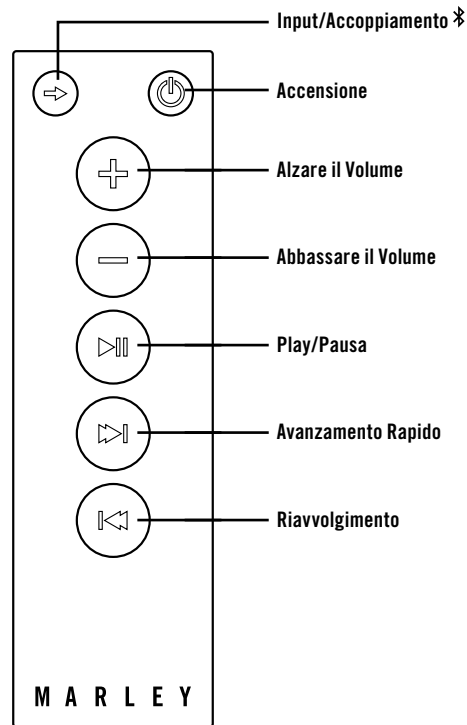 Input/Accoppiamento
Accensione
Alzare il Volume
Abbassare il Volume
Play/Pausa
Avanzamento Rapido
Riavvolgimento
MARLEY